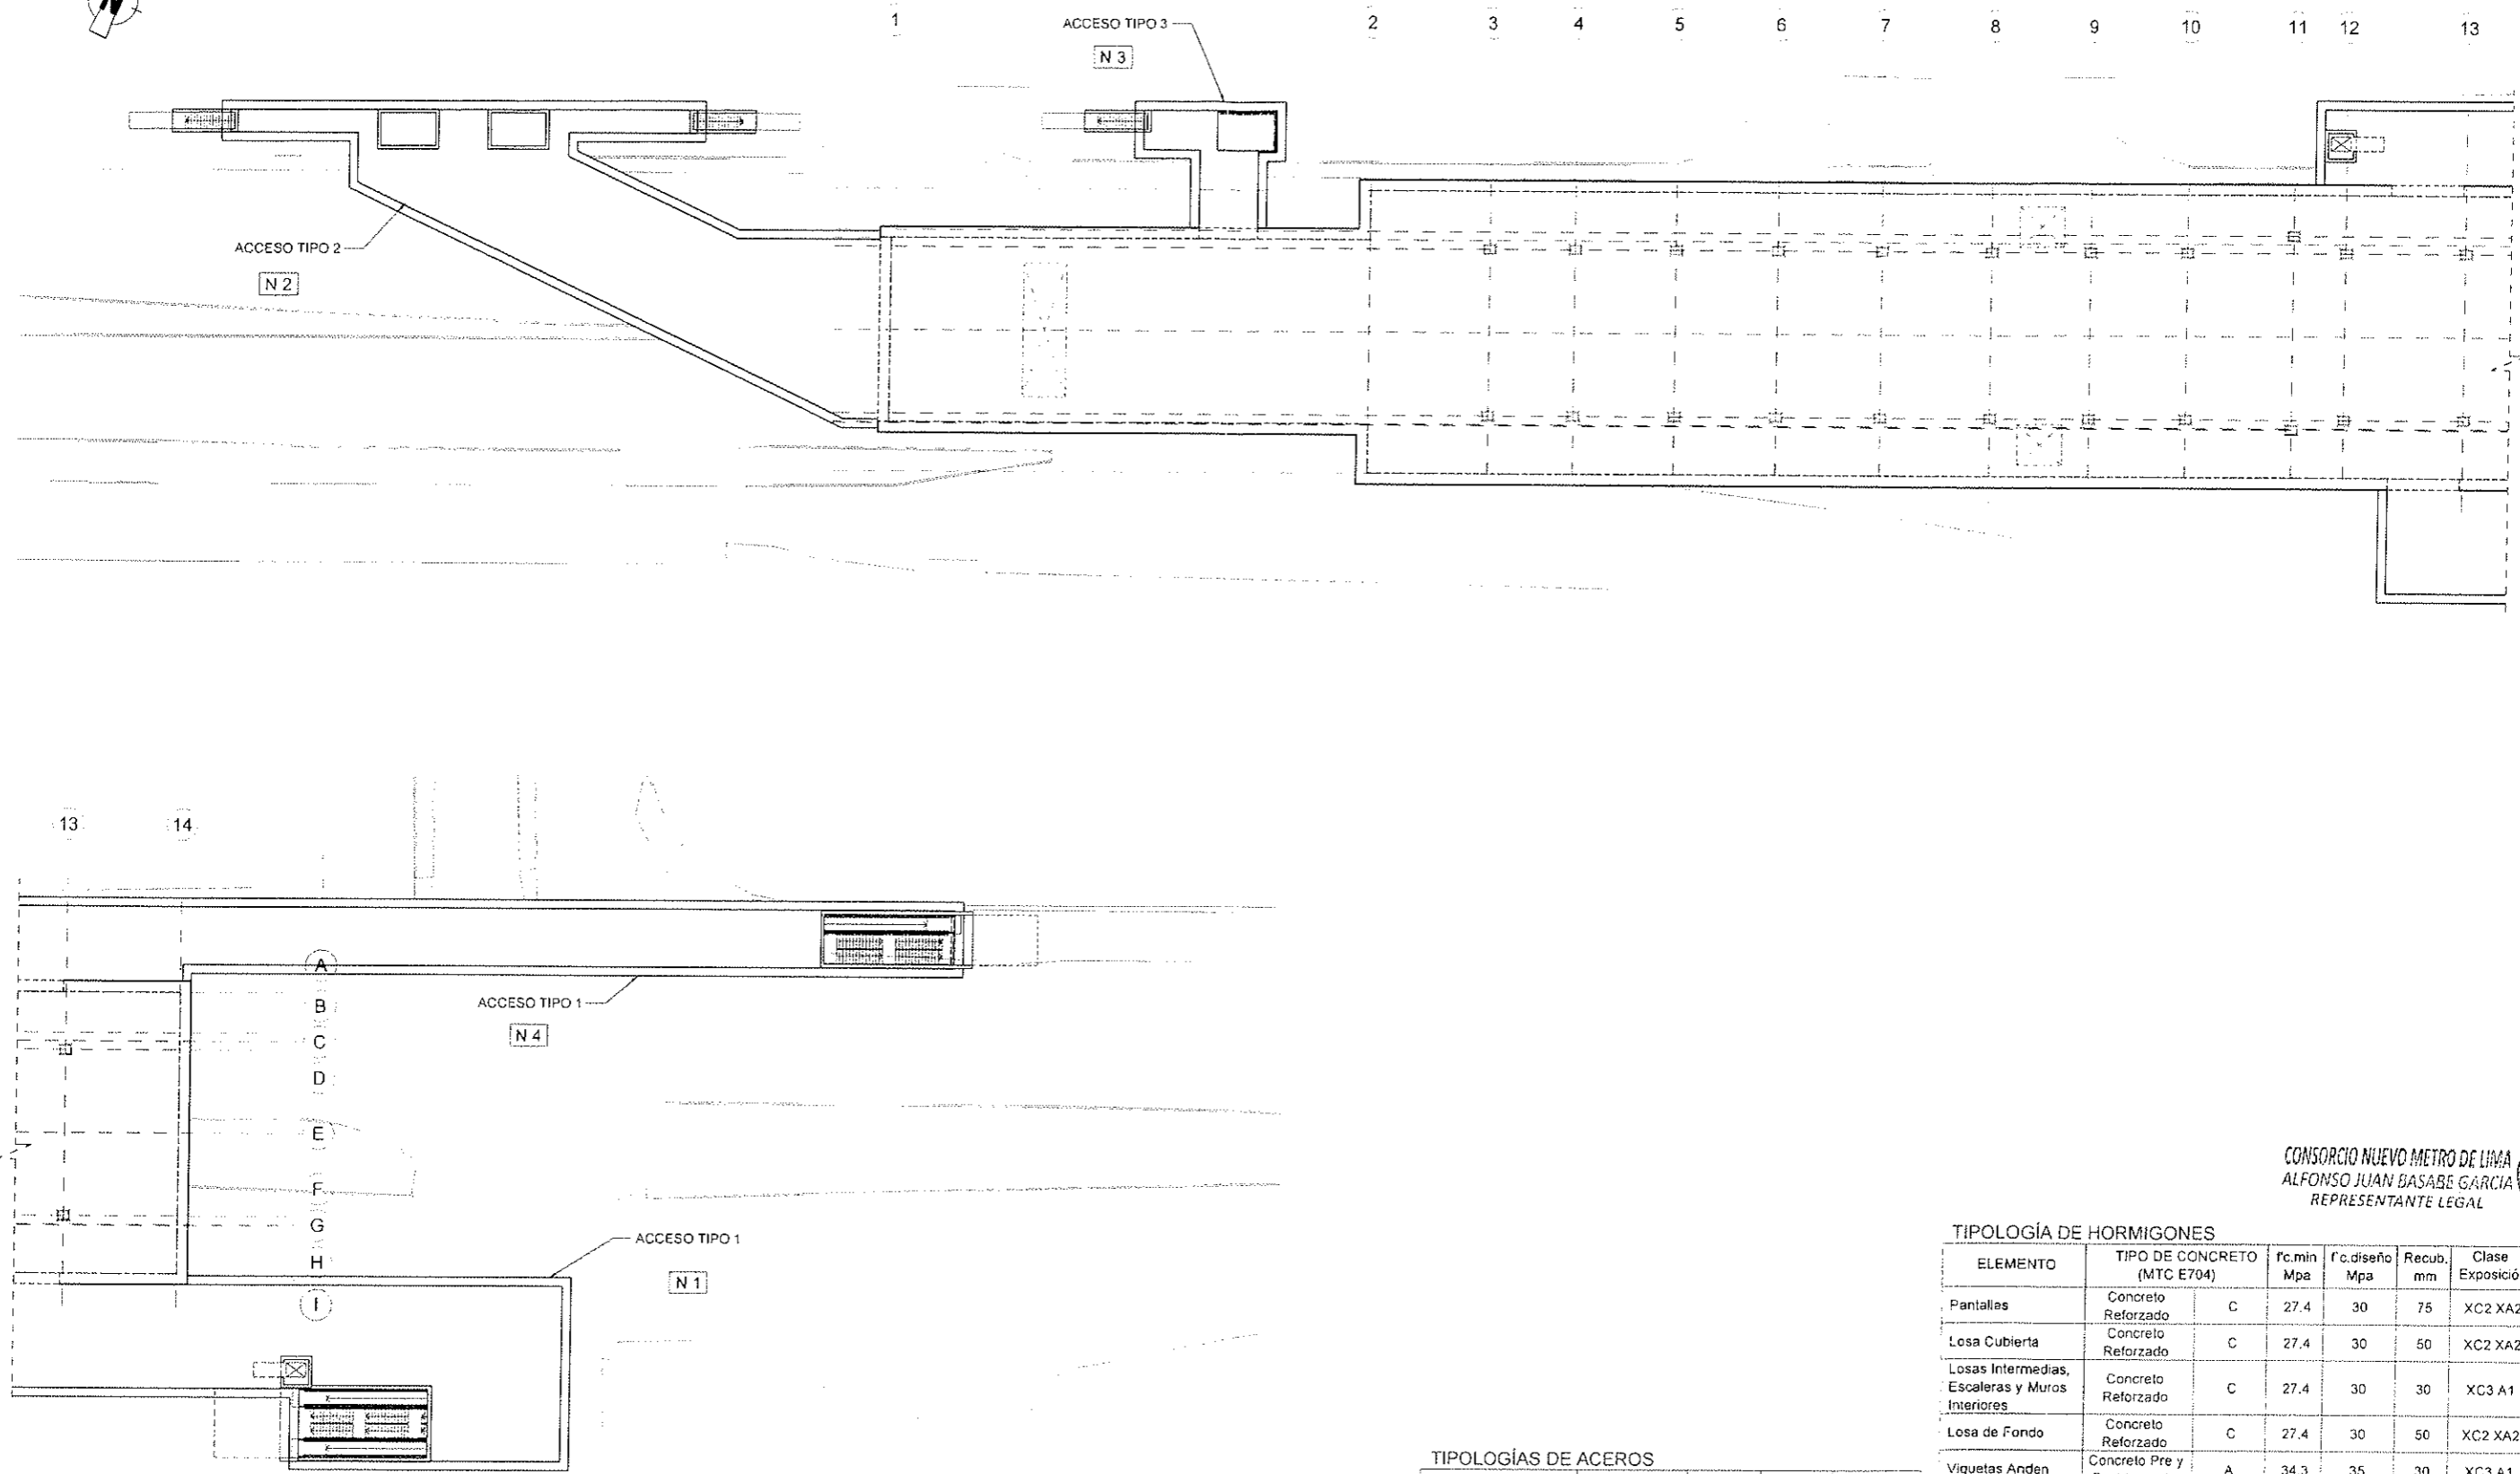 1 2 3 4 5 6 7 8 9 10 11 12 13
ACCESO TIPO 3
N 3
ACCESO TIPO 2
N 2
13 14
A
B
C
D
E
F
G
H
I
ACCESO TIPO 1
N 4
ACCESO TIPO 1
N 1
CONSORCIO NUEVO METRO DE LIMA
ALFONSO JUAN BASABE GARCIA
REPRESENTANTE LEGAL
TIPOLOGÍA DE HORMIGONES
ELEMENTO TIPO DE CONCRETO (MTC E704) f'c.min Mpa f'c.diseño Mpa Recub. mm Clase Exposició
Pantallas Concreto Reforzado C 27.4 30 75 XC2 XA2
Losa Cubierta Concreto Reforzado C 27.4 30 50 XC2 XA2
Losas Intermedias, Escaleras y Muros Interiores Concreto Reforzado C 27.4 30 30 XC3 A1
Losa de Fondo Concreto Reforzado C 27.4 30 50 XC2 XA2
Viguetas Anden Concreto Pre y A 34.3 35 30 XC3 A1
TIPOLOGÍAS DE ACEROS